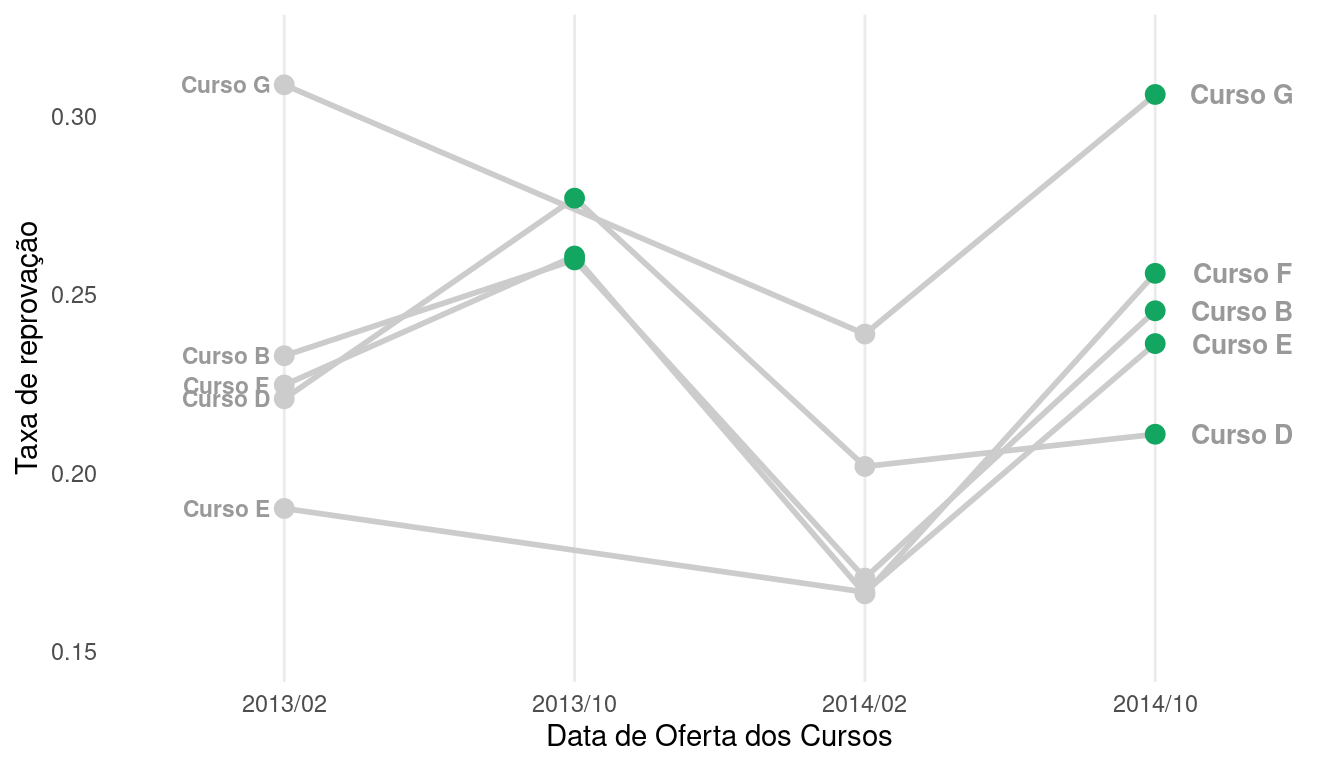 Curso G
Curso G
0.30
Curso F
0.25
Curso B
Curso E
Taxa de reprovação
Curso B
Curso F
Curso D
Curso D
0.20
Curso E
0.15
2013/02 2013/10 2014/02 2014/10
Data de Oferta dos Cursos